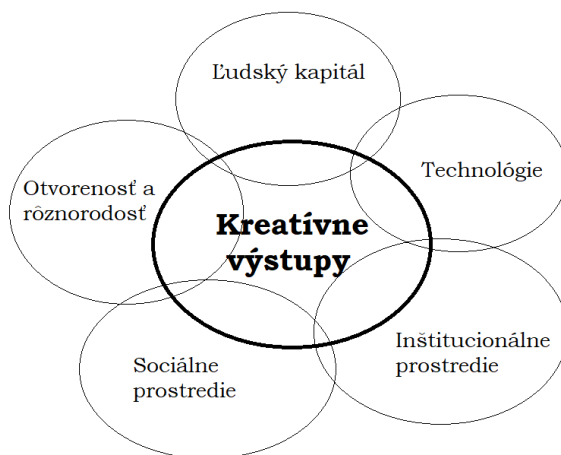 Ľudský kapitál
Technológie
Otvorenosť a
rôznorodosť
Kreatívne
výstupy
Inštitucionálne
prostredie
Sociálne
prostredie